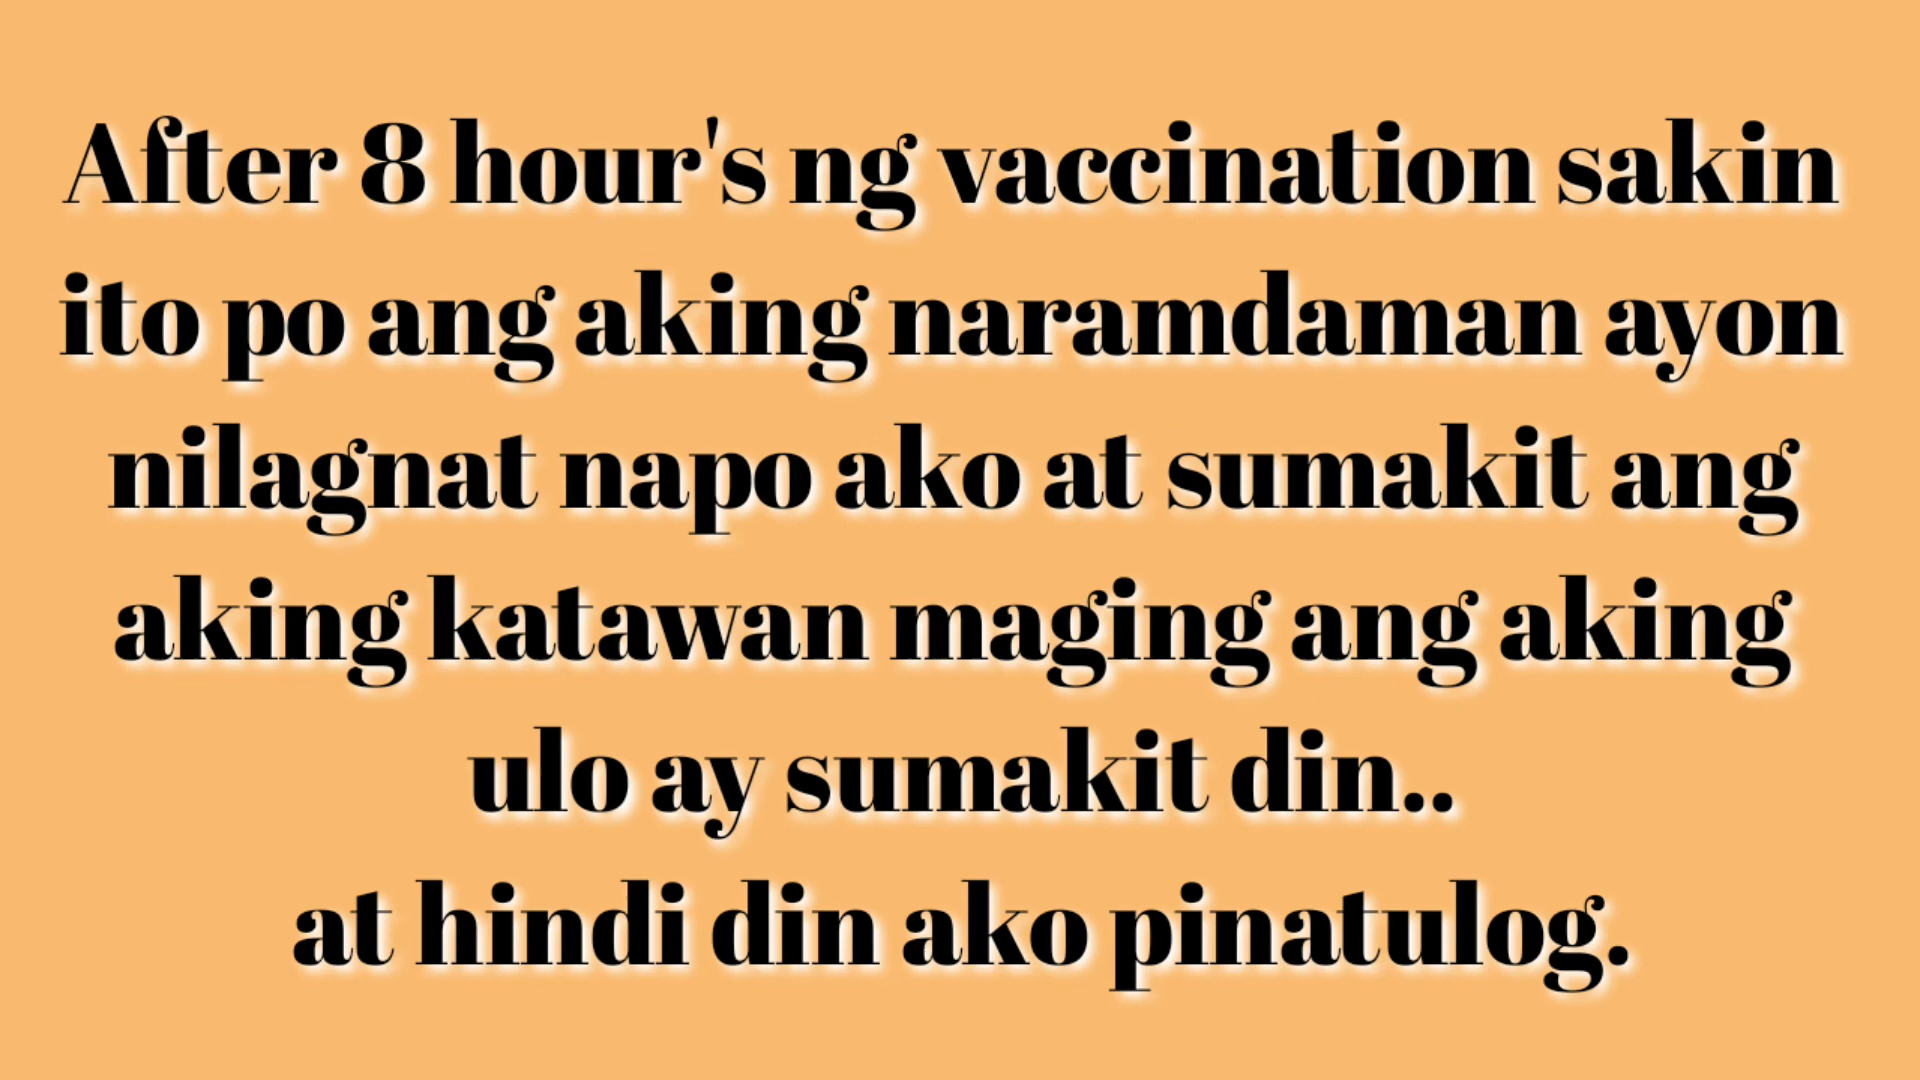 After 8 hour's ng vaccination sakin
ito po ang aking naramdaman ayon
nilagnat napo ako at sumakit ang
aking katawan maging ang aking
ulo ay sumakit din..
at hindi din ako pinatulog.